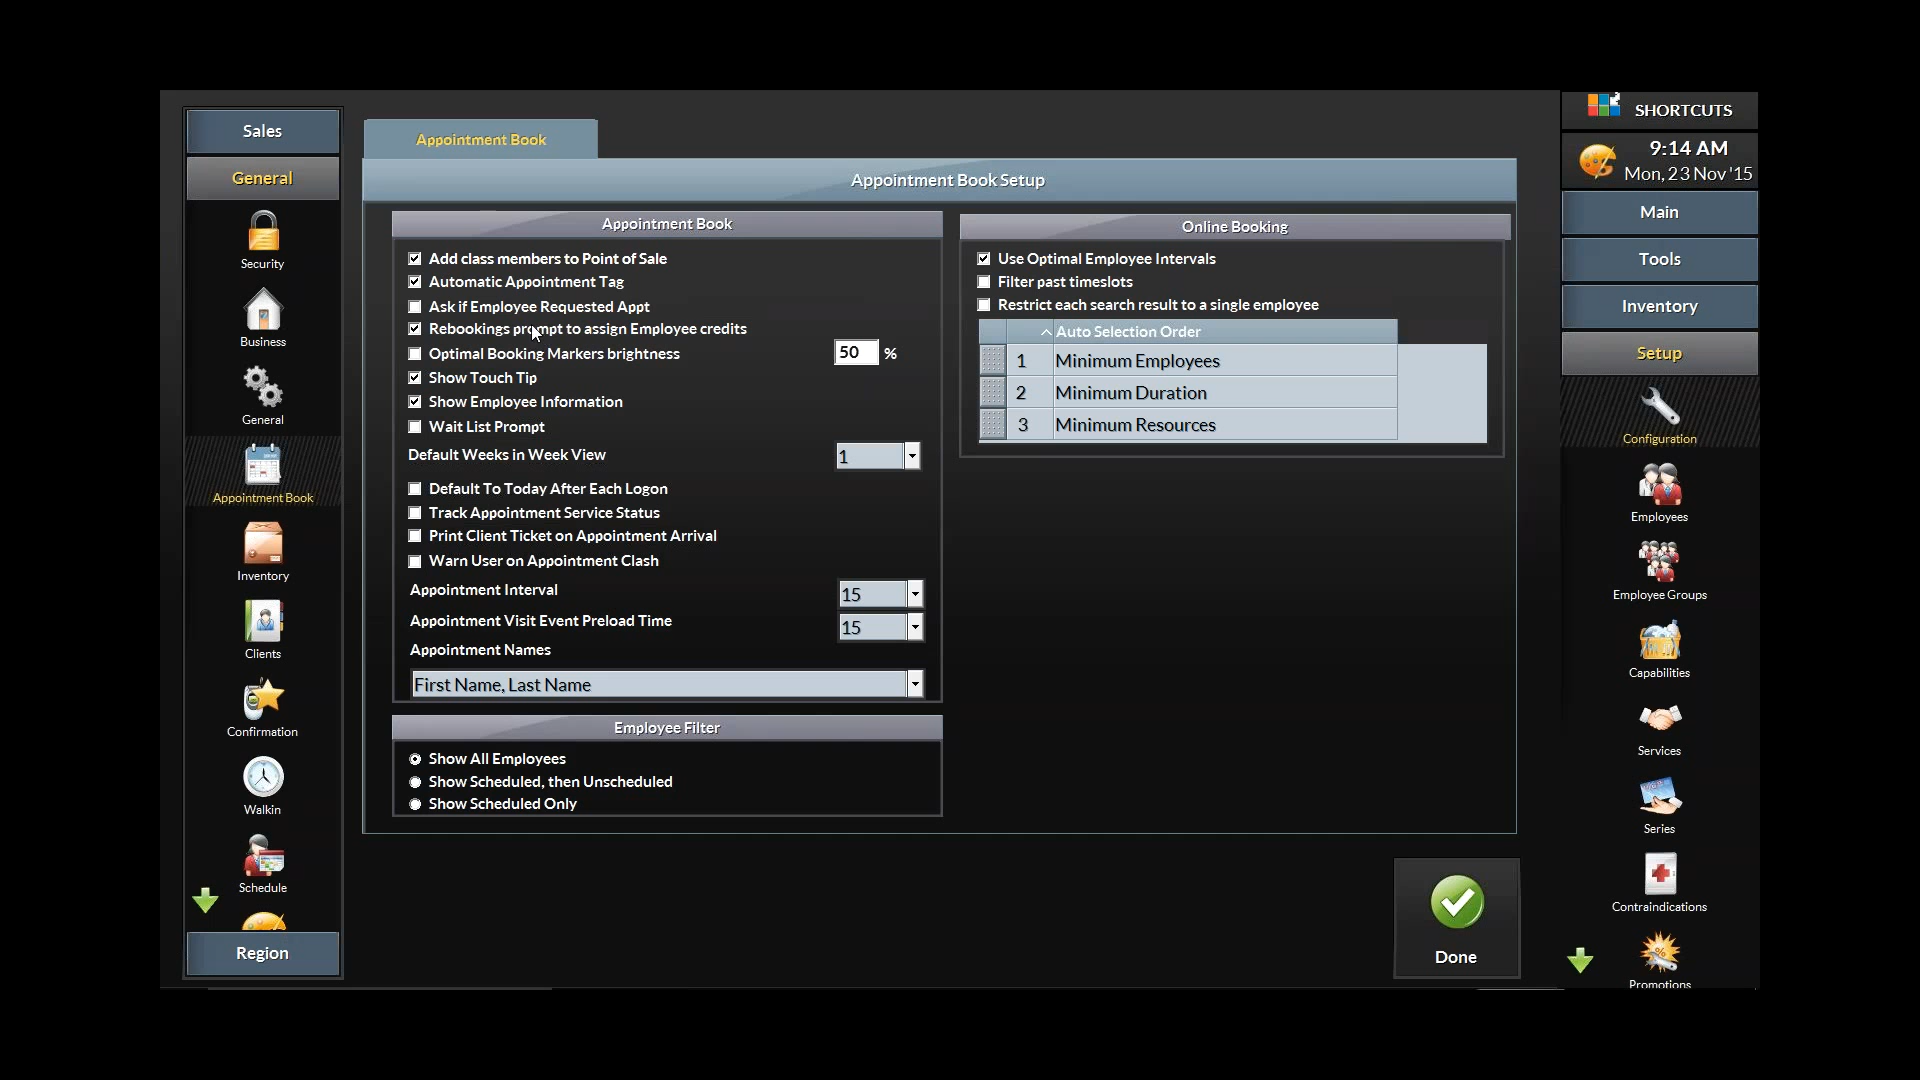 Sales
General
Security
Business
General
Appointment Book
Inventory
Clients
Confirmation
Walkin
Schedule
Region
Appointment Book
Appointment Book Setup
Appointment Book
Add class members to Point of Sale
Automatic Appointment Tag
Ask if Employee Requested Appt
Rebookings prompt to assign Employee credits
Optimal Booking Markers brightness 50 %
Show Touch Tip
Show Employee Information
Wait List Prompt
Default Weeks in Week View 1
Default To Today After Each Logon
Track Appointment Service Status
Print Client Ticket on Appointment Arrival
Warn User on Appointment Clash
Appointment Interval 15
Appointment Visit Event Preload Time 15
Appointment Names
First Name, Last Name
Employee Filter
Show All Employees
Show Scheduled, then Unscheduled
Show Scheduled Only
Online Booking
Use Optimal Employee Intervals
Filter past timeslots
Restrict each search result to a single employee
Auto Selection Order
1 Minimum Employees
2 Minimum Duration
3 Minimum Resources
Done
SHORTCUTS
9:14 AM
Mon, 23 Nov '15
Main
Tools
Inventory
Setup
Configuration
Employees
Employee Groups
Capabilities
Services
Series
Contraindications
Promotions